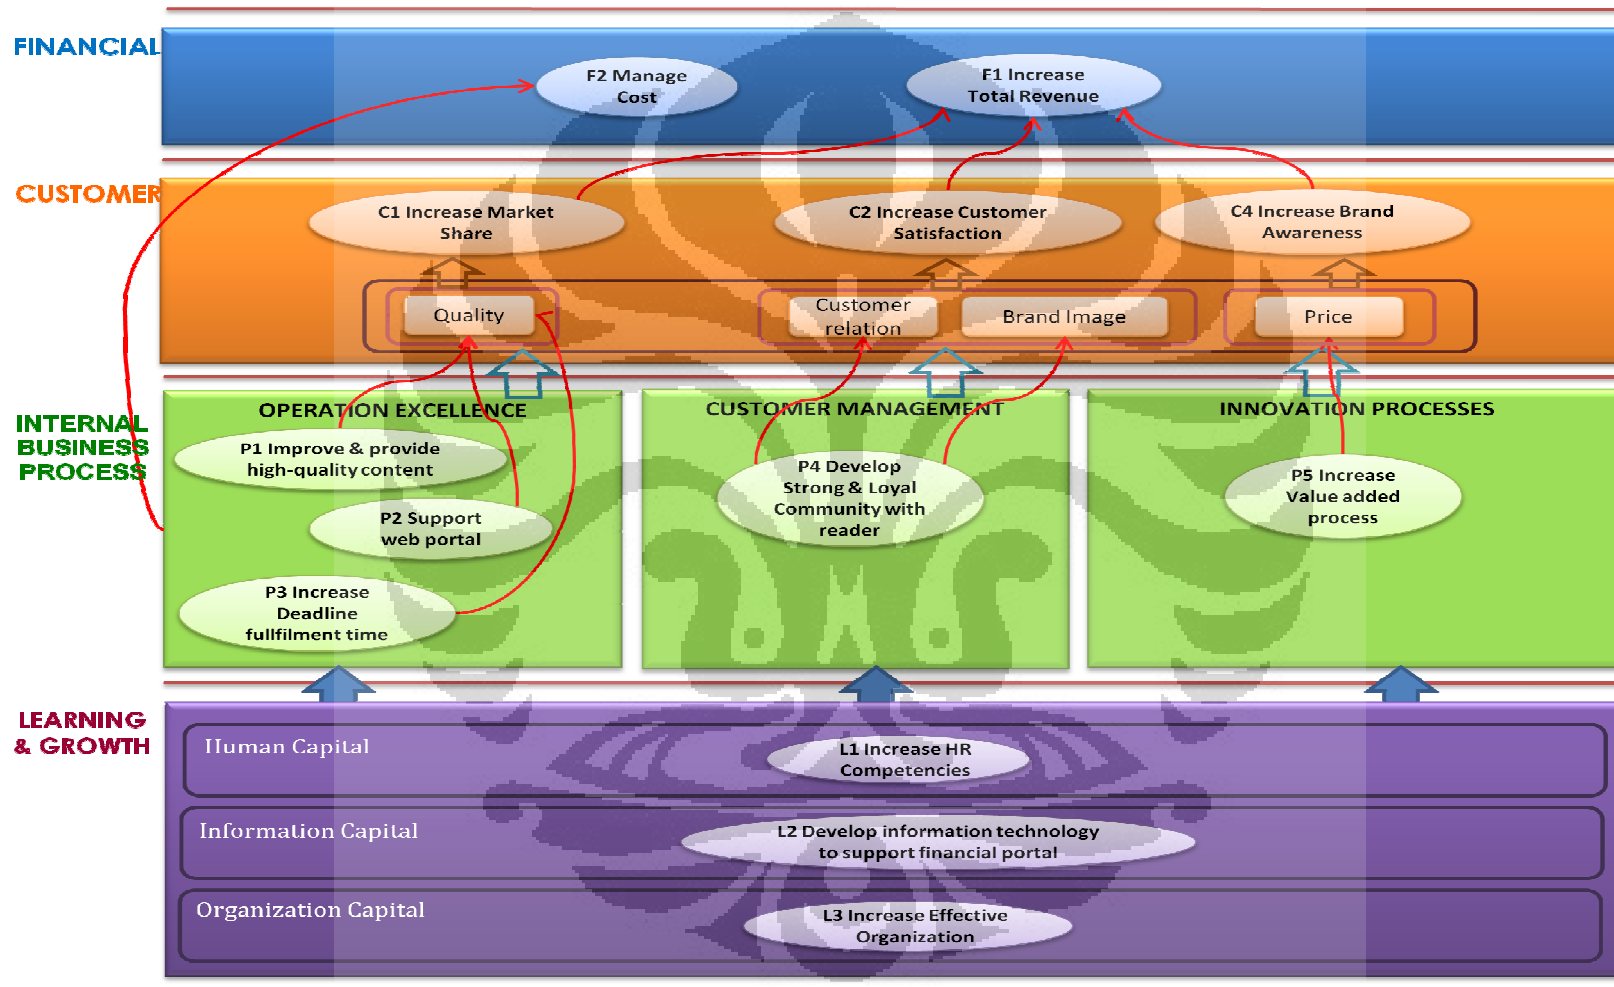 FINANCIAL
F2 Manage
Cost
F1 Increase
Total Revenue
CUSTOMER
C1 Increase Market
Share
C2 Increase Customer
Satisfaction
C4 Increase Brand
Awareness
Quality
Customer
relation
Brand Image
Price
INTERNAL
BUSINESS
PROCESS
OPERATION EXCELLENCE
P1 Improve & provide
high-quality content
P2 Support
web portal
P3 Increase
Deadline
fullfilment time
CUSTOMER MANAGEMENT
P4 Develop
Strong & Loyal
Community with
reader
INNOVATION PROCESSES
P5 Increase
Value added
process
LEARNING
& GROWTH
Human Capital
L1 Increase HR
Competencies
Information Capital
L2 Develop information technology
to support financial portal
Organization Capital
L3 Increase Effective
Organization